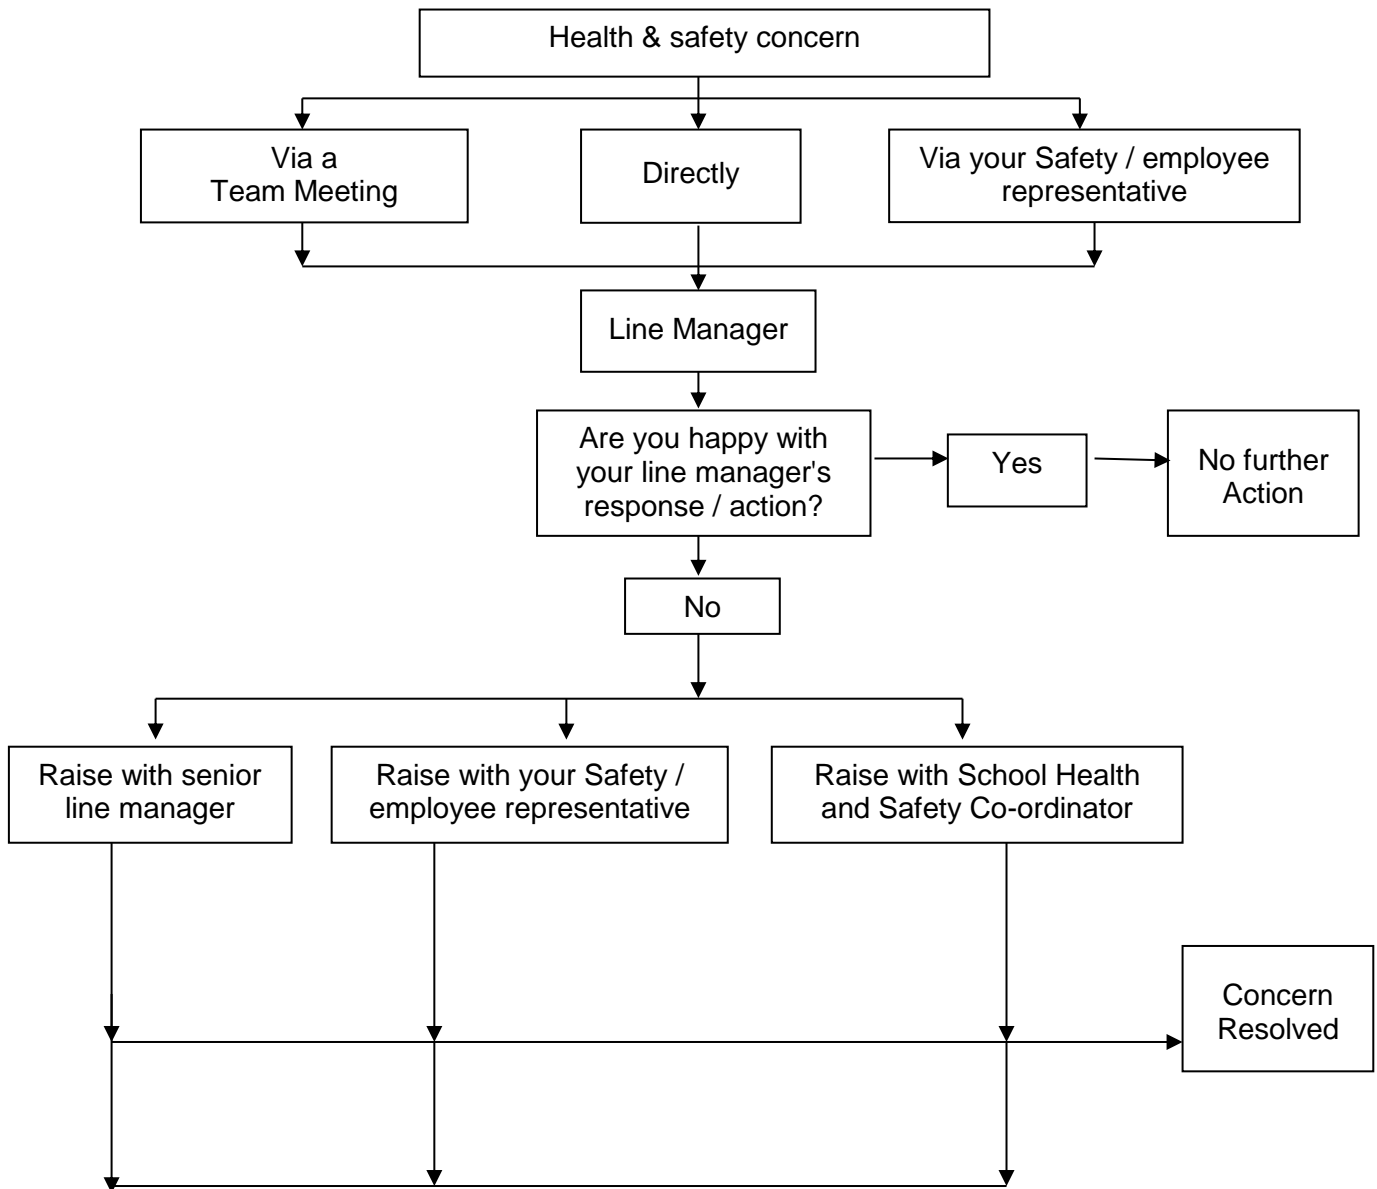 Health & safety concern
Via a
Team Meeting
Directly
Via your Safety / employee
representative
Line Manager
Are you happy with
your line manager's
response / action?
Yes
No further
Action
No
Raise with senior
line manager
Raise with your Safety /
employee representative
Raise with School Health
and Safety Co-ordinator
Concern
Resolved